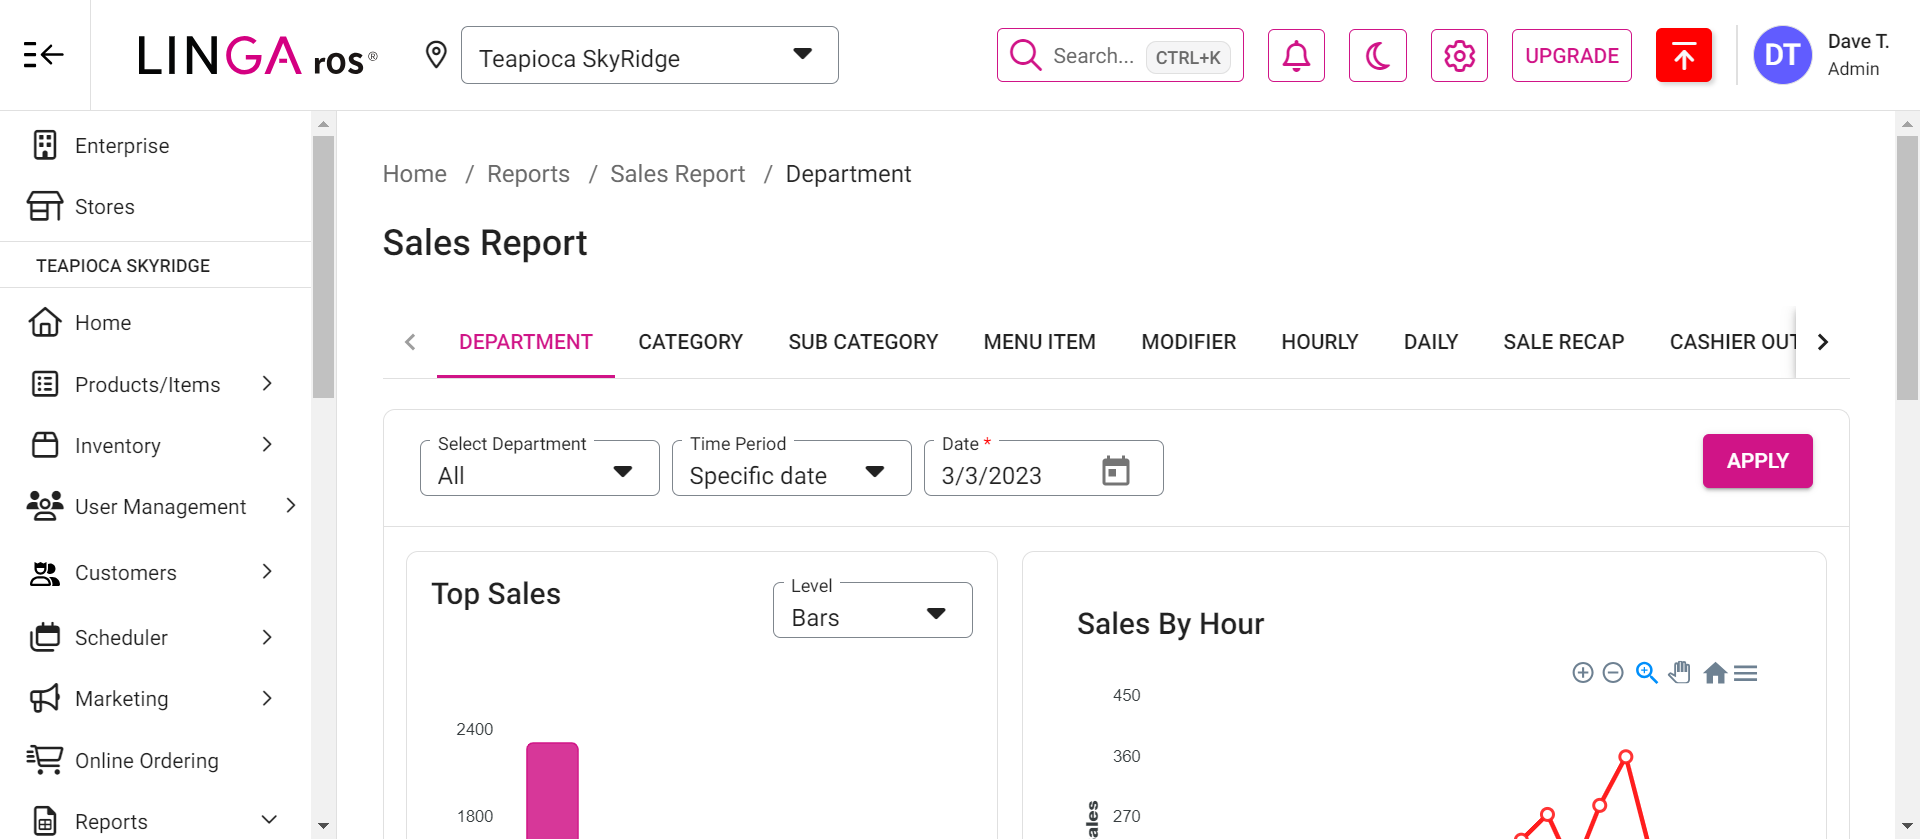 LINGA ros®
Teapioca SkyRidge
Search... CTRL+K
UPGRADE
DT
Dave T.
Admin
Enterprise
Stores
TEAPIOCA SKYRIDGE
Home
Products/Items
Inventory
User Management
Customers
Scheduler
Marketing
Online Ordering
Reports
Home / Reports / Sales Report / Department
Sales Report
DEPARTMENT CATEGORY SUB CATEGORY MENU ITEM MODIFIER HOURLY DAILY SALE RECAP CASHIER OUT
Select Department
All
Time Period
Specific date
Date *
3/3/2023
APPLY
Top Sales
Level
Bars
2400
1800
Sales By Hour
450
360
270
ales